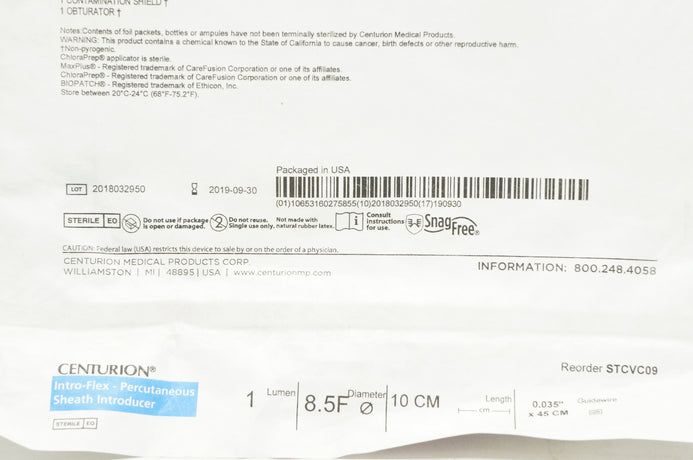 1 CONTAMINATION SHIELD †
1 OBTURATOR †
Notes:Contents of foil packets, bottles or ampules have not been terminally sterilized by Centurion Medical Products.
WARNING: This product contains a chemical known to the State of California to cause cancer, birth defects or other reproductive harm.
†Non-pyrogenic.
ChloraPrep® applicator is sterile.
MaxPlus® - Registered trademark of CareFusion Corporation or one of its affiliates.
ChloraPrep® - Registered trademark of CareFusion Corporation or one of its affiliates.
BIOPATCH® - Registered trademark of Ethicon, Inc.
Store between 20°C-24°C (68°F-75.2°F).
Packaged in USA
LOT 2018032950 2019-09-30
(01)10653160275855(10)2018032950(17)190930
STERILE EO Do not use if package is open or damaged. 2 Do not reuse. Single use only. Not made with natural rubber latex. i Consult instructions for use. SnagFree®
CAUTION: Federal law (USA) restricts this device to sale by or on the order of a physician.
CENTURION MEDICAL PRODUCTS CORP.
WILLIAMSTON | MI | 48895 | USA | www.centurionmp.com
INFORMATION: 800.248.4058
CENTURION®
Reorder STCVC09
Intro-Flex - Percutaneous
Sheath Introducer
1 Lumen 8.5F Diameter Ø 10 CM Length cm 0.035" x 45 CM Guidewire
STERILE EO